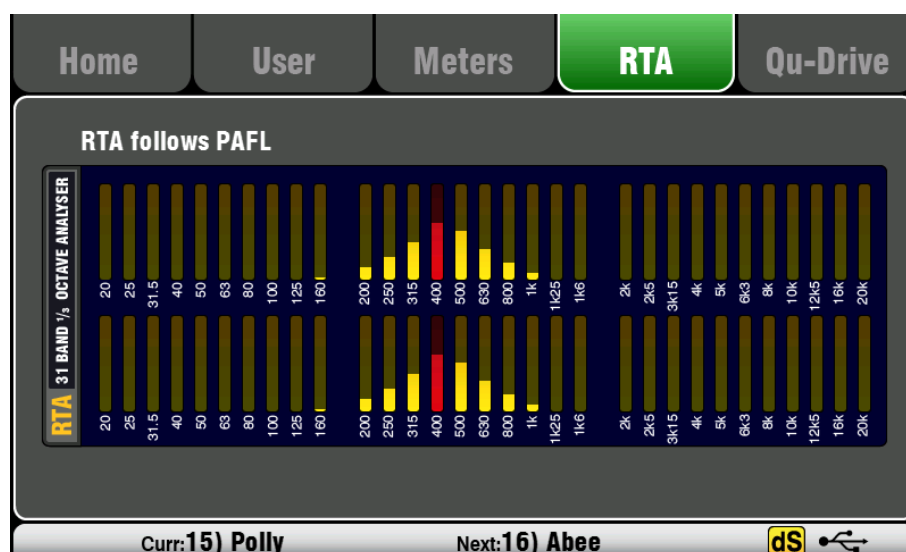 Home User Meters RTA Qu-Drive
RTA follows PAFL
RTA 31 BAND 1/3 OCTAVE ANALYSER
20 25 31.5 40 50 63 80 100 125 160 200 250 315 400 500 630 800 1k 1k25 1k6 2k 2k5 3k15 4k 5k 6k3 8k 10k 12k5 16k 20k
20 25 31.5 40 50 63 80 100 125 160 200 250 315 400 500 630 800 1k 1k25 1k6 2k 2k5 3k15 4k 5k 6k3 8k 10k 12k5 16k 20k
Curr:15) Polly Next:16) Abee dS